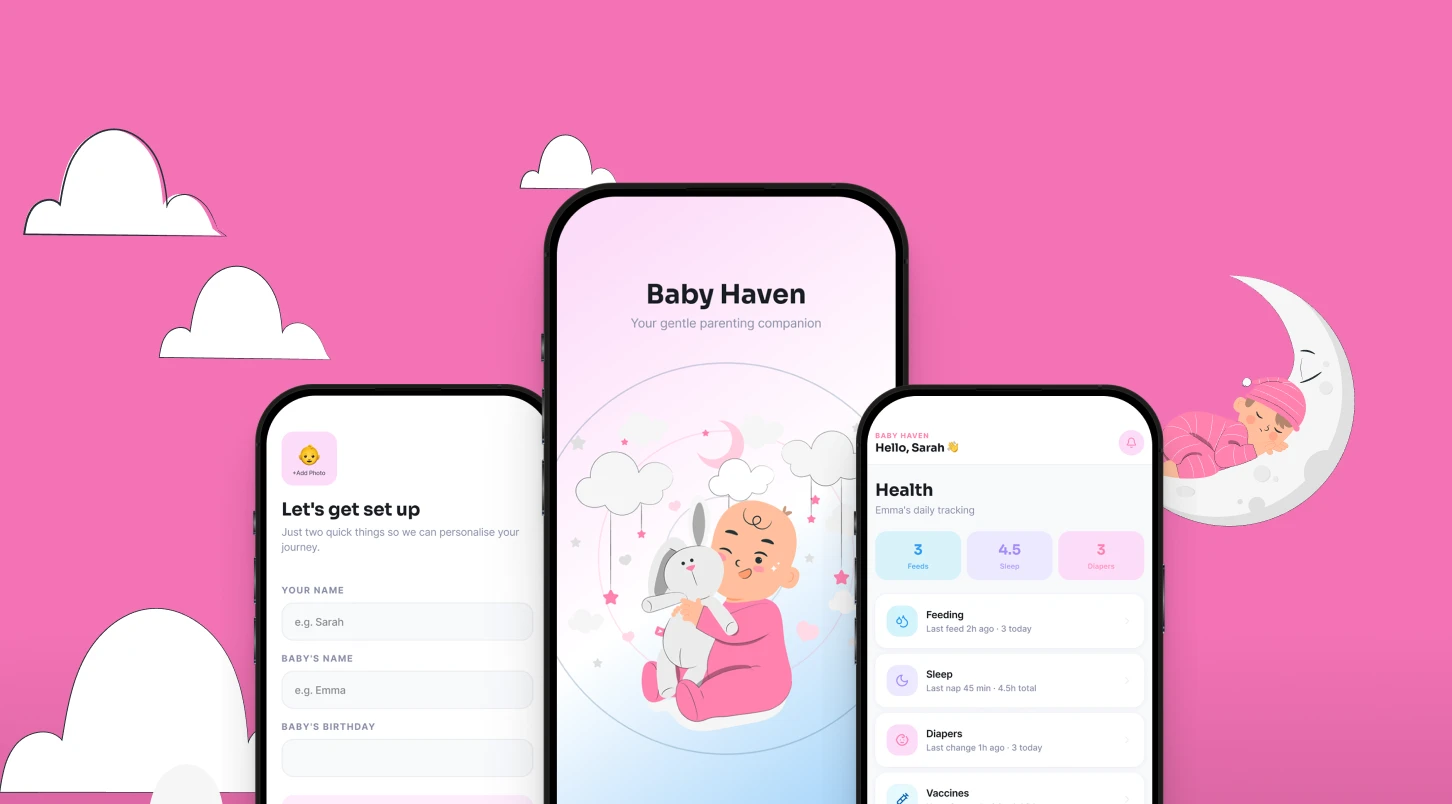 +Add Photo
Let's get set up
Just two quick things so we can personalise your
journey.
YOUR NAME
e.g. Sarah
BABY'S NAME
e.g. Emma
BABY'S BIRTHDAY
Baby Haven
Your gentle parenting companion
BABY HAVEN
Hello, Sarah 👋
Health
Emma's daily tracking
3
Feeds
4.5
Sleep
3
Diapers
Feeding
Last feed 2h ago · 3 today
Sleep
Last nap 45 min · 4.5h total
Diapers
Last change 1h ago · 3 today
Vaccines